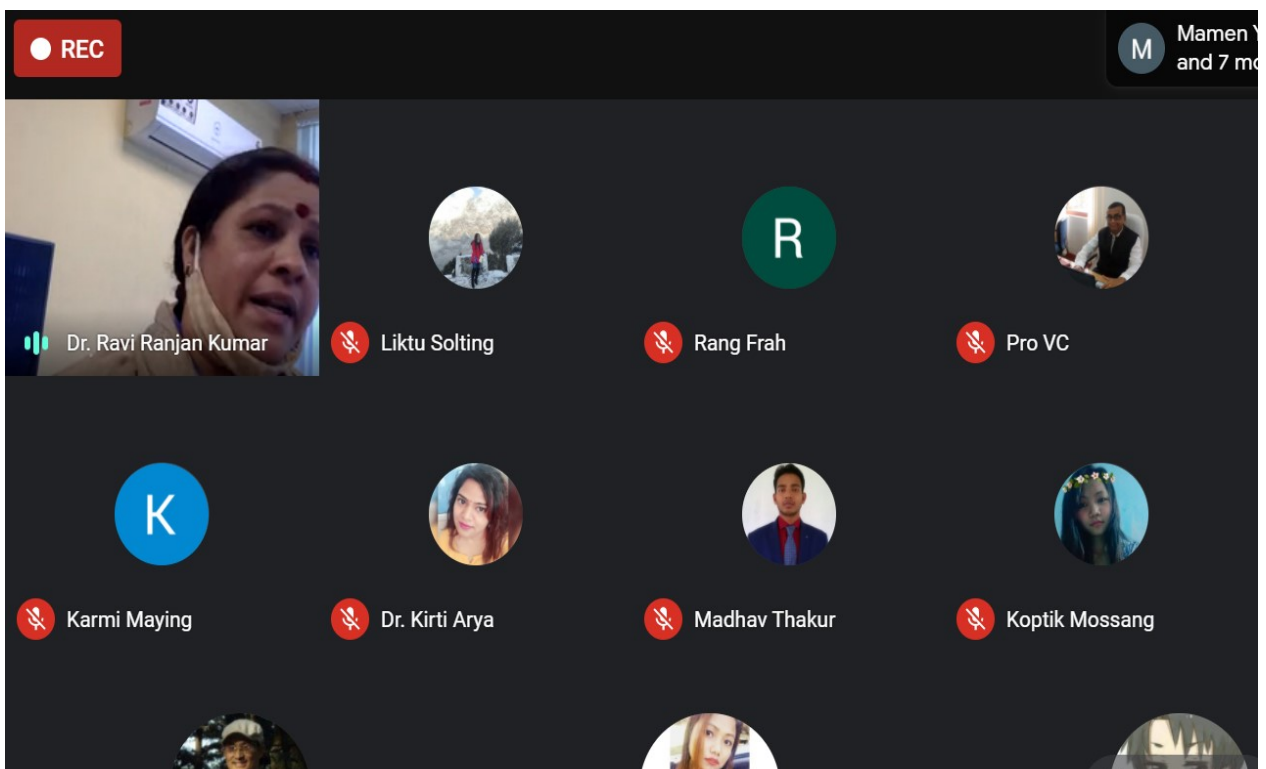 REC
M
Mamen
and 7
Dr. Ravi Ranjan Kumar
Liktu Solting
R
Rang Frah
Pro VC
K
Karmi Maying
Dr. Kirti Arya
Madhav Thakur
Koptik Mossang